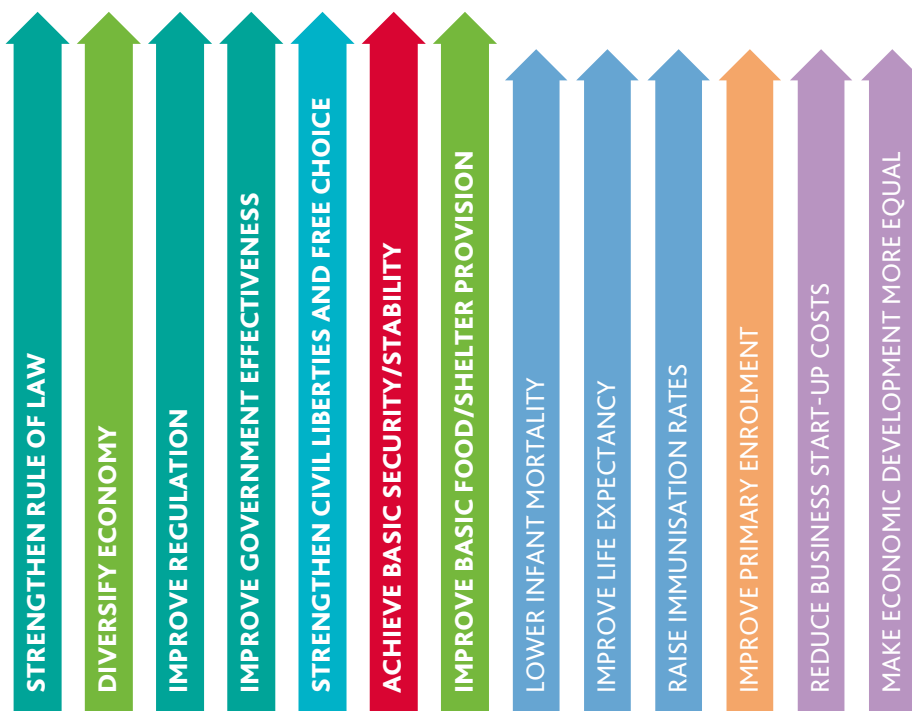 STRENGTHEN RULE OF LAW
DIVERSIFY ECONOMY
IMPROVE REGULATION
IMPROVE GOVERNMENT EFFECTIVENESS
STRENGTHEN CIVIL LIBERTIES AND FREE CHOICE
ACHIEVE BASIC SECURITY/STABILITY
IMPROVE BASIC FOOD/SHELTER PROVISION
LOWER INFANT MORTALITY
IMPROVE LIFE EXPECTANCY
RAISE IMMUNISATION RATES
IMPROVE PRIMARY ENROLMENT
REDUCE BUSINESS START-UP COSTS
MAKE ECONOMIC DEVELOPMENT MORE EQUAL